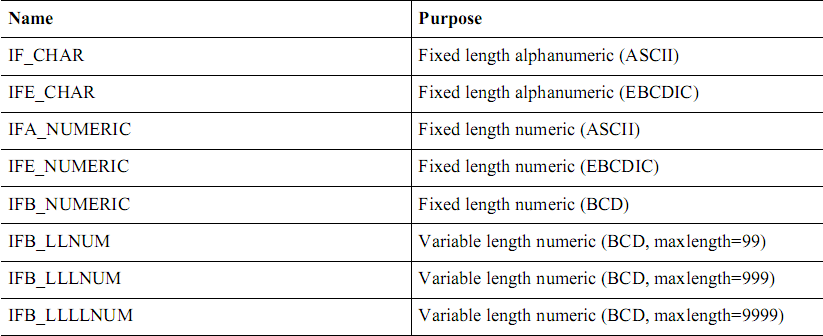 Name Purpose
IF_CHAR Fixed length alphanumeric (ASCII)
IFE_CHAR Fixed length alphanumeric (EBCDIC)
IFA_NUMERIC Fixed length numeric (ASCII)
IFE_NUMERIC Fixed length numeric (EBCDIC)
IFB_NUMERIC Fixed length numeric (BCD)
IFB_LLNUM Variable length numeric (BCD, maxlength=99)
IFB_LLLNUM Variable length numeric (BCD, maxlength=999)
IFB_LLLLNUM Variable length numeric (BCD, maxlength=9999)